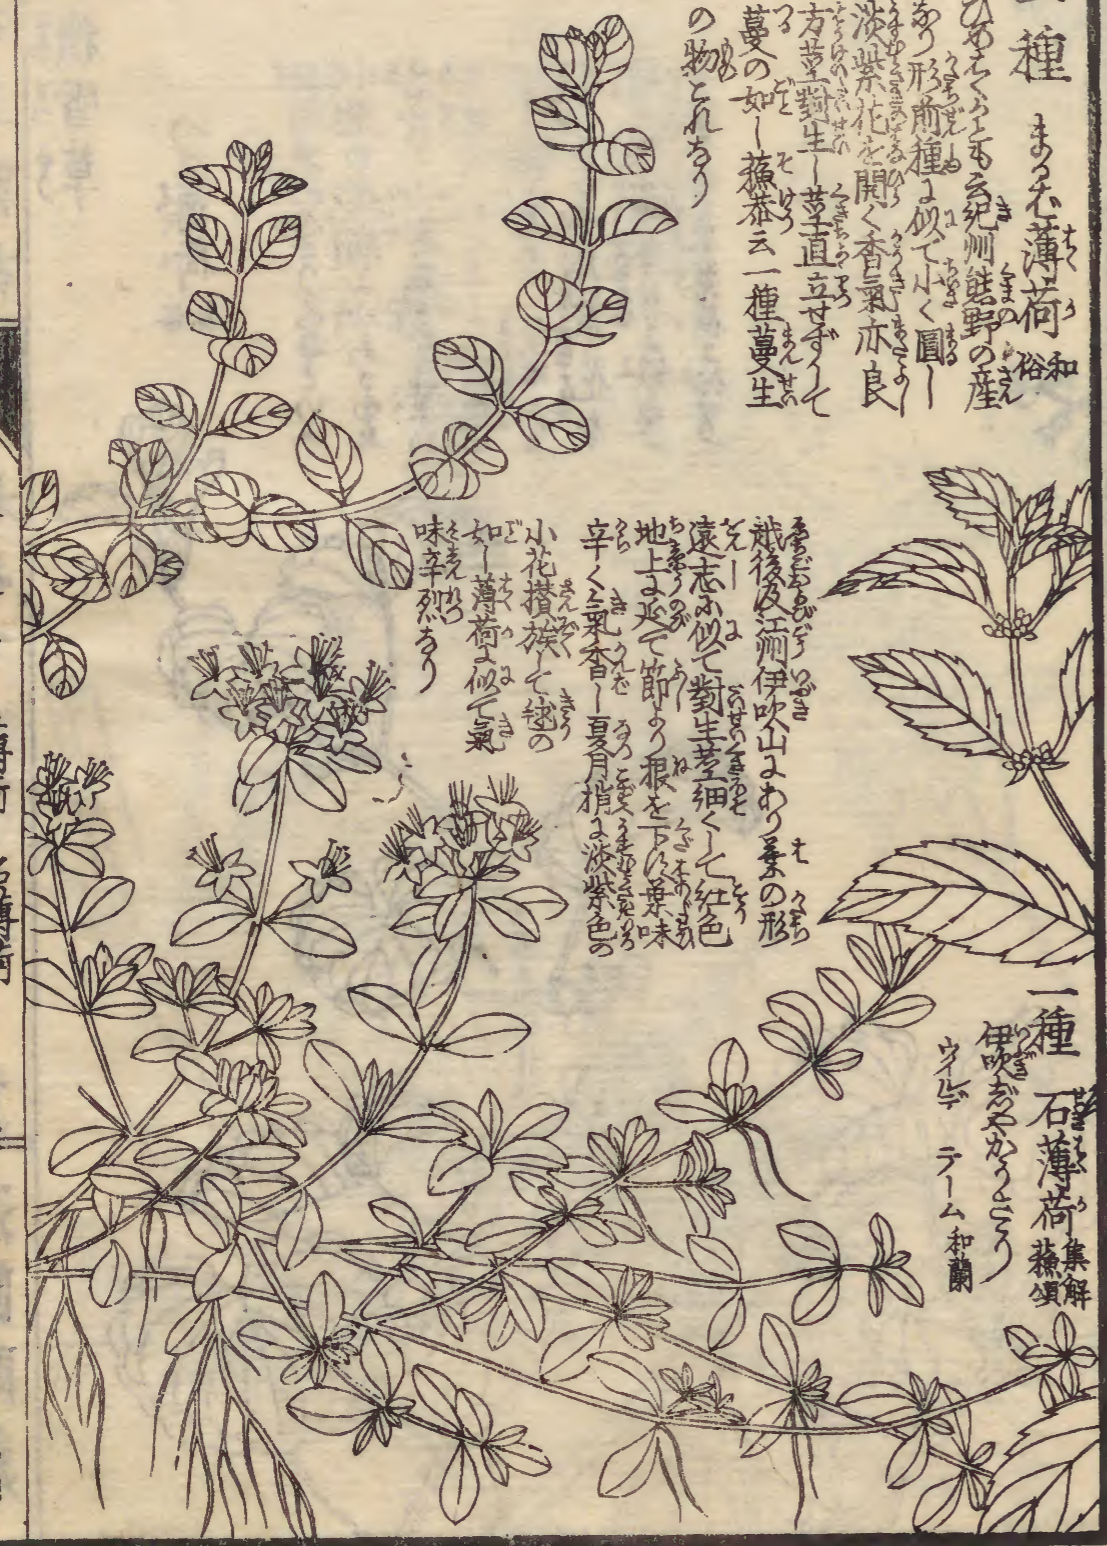 一種 まるば薄荷 和俗
ひめはくかとも云紀州熊野の産
なり形前種に似て小く圓し
淡紫花を開く香氣亦良
方莖對生し莖直立せずして
蔓の如し蘓恭云一種蔓生
の物これなり
一種 石薄荷 集解蘓頌
伊吹じやかうさう
ウイルデ テーム 和蘭
越後及江州伊吹山にあり葉の形
遠志に似て對生莖細くして紅色
地上に延て節より根を下す葉味
辛く氣香し夏月梢に淡紫色の
小花攅族して毬の
如し薄荷に似て氣
味辛烈なり